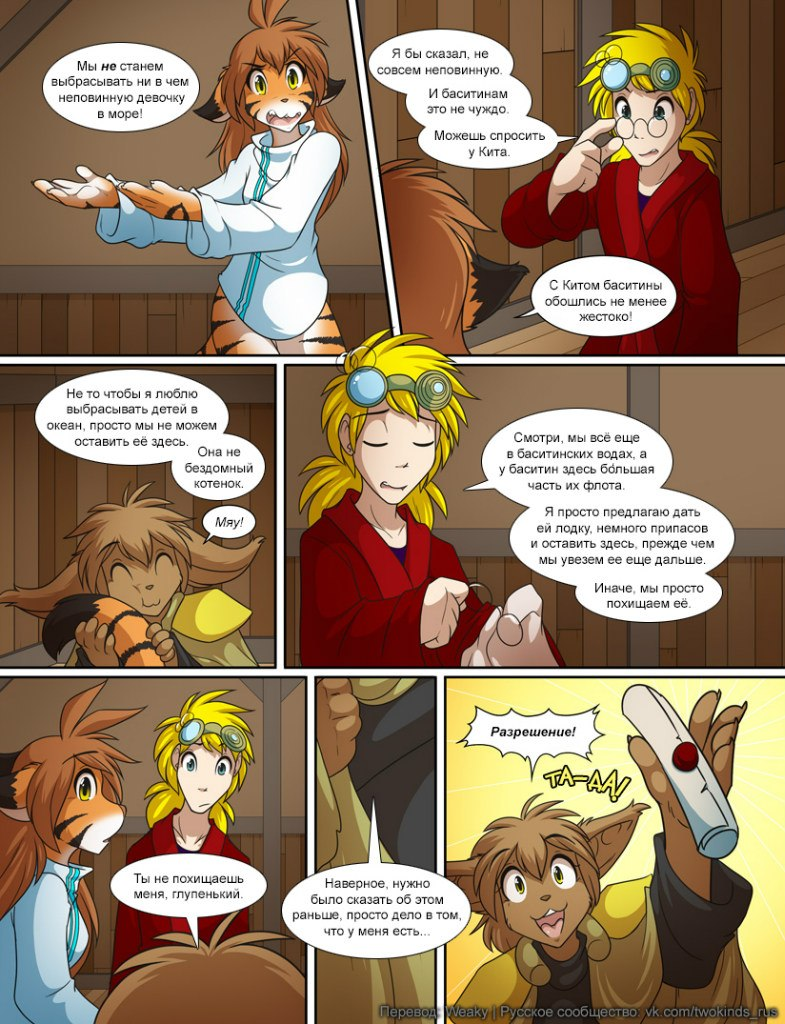 Мы не станем
выбрасывать ни в чем
неповинную девочку
в море!
Я бы сказал, не
совсем неповинную.
И баситинам
это не чуждо.
Можешь спросить
у Кита.
С Китом баситины
обошлись не менее
жестоко!
Не то чтобы я люблю
выбрасывать детей в
океан, просто мы не можем
оставить её здесь.
Она не
бездомный
котенок.
Мяу!
Смотри, мы всё еще
в баситинских водах, а
у баситин здесь бо́льшая
часть их флота.
Я просто предлагаю дать
ей лодку, немного припасов
и оставить здесь, прежде чем
мы увезем ее еще дальше.
Иначе, мы просто
похищаем её.
Ты не похищаешь
меня, глупенький.
Наверное, нужно
было сказать об этом
раньше, просто дело в том,
что у меня есть...
Разрешение!
ТА-ДА!
Перевод: Weaky | Русское сообщество: vk.com/twokinds_rus